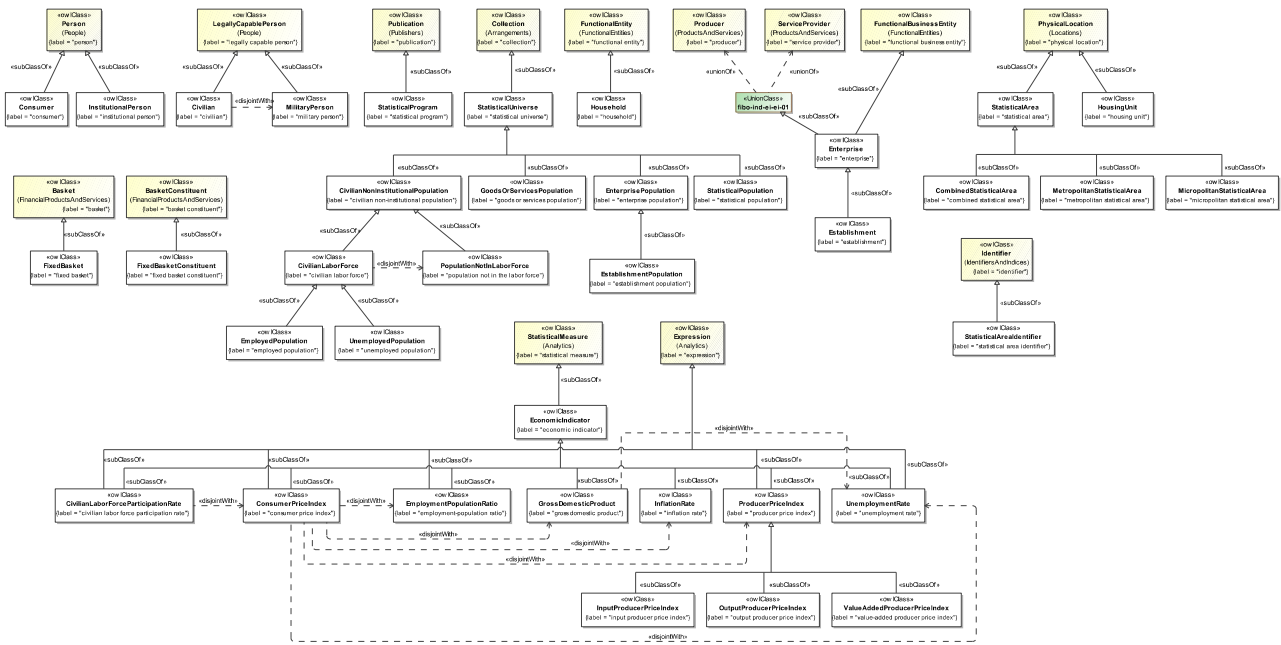 «owlClass»
Person
(People)
{label = "person"}
«owlClass»
LegallyCapablePerson
(People)
{label = "legally capable person"}
«owlClass»
Publication
(Publishers)
{label = "publication"}
«owlClass»
Collection
(Arrangements)
{label = "collection"}
«owlClass»
FunctionalEntity
(FunctionalEntities)
{label = "functional entity"}
«owlClass»
Producer
(ProductsAndServices)
{label = "producer"}
«owlClass»
ServiceProvider
(ProductsAndServices)
{label = "service provider"}
«owlClass»
FunctionalBusinessEntity
(FunctionalEntities)
{label = "functional business entity"}
«owlClass»
PhysicalLocation
(Locations)
{label = "physical location"}
«subClassOf»
«subClassOf»
«subClassOf»
«subClassOf»
«subClassOf»
«subClassOf»
«subClassOf»
«unionOf»
«unionOf»
«subClassOf»
«subClassOf»
«subClassOf»
«owlClass»
Consumer
{label = "consumer"}
«owlClass»
InstitutionalPerson
{label = "institutional person"}
«owlClass»
Civilian
{label = "civilian"}
«disjointWith»
«owlClass»
MilitaryPerson
{label = "military person"}
«owlClass»
StatisticalProgram
{label = "statistical program"}
«owlClass»
StatisticalUniverse
{label = "statistical universe"}
«owlClass»
Household
{label = "household"}
«UnionClass»
fibo-ind-ei-ei-01
«subClassOf»
«owlClass»
Enterprise
{label = "enterprise"}
«owlClass»
StatisticalArea
{label = "statistical area"}
«owlClass»
HousingUnit
{label = "housing unit"}
«subClassOf»
«subClassOf»
«subClassOf»
«subClassOf»
«subClassOf»
«subClassOf»
«subClassOf»
«subClassOf»
«owlClass»
Basket
(FinancialProductsAndServices)
{label = "basket"}
«owlClass»
BasketConstituent
(FinancialProductsAndServices)
{label = "basket constituent"}
«owlClass»
CivilianNonInstitutionalPopulation
{label = "civilian non-institutional population"}
«owlClass»
GoodsOrServicesPopulation
{label = "goods or services population"}
«owlClass»
EnterprisePopulation
{label = "enterprise population"}
«owlClass»
StatisticalPopulation
{label = "statistical population"}
«owlClass»
CombinedStatisticalArea
{label = "combined statistical area"}
«owlClass»
MetropolitanStatisticalArea
{label = "metropolitan statistical area"}
«owlClass»
MicropolitanStatisticalArea
{label = "micropolitan statistical area"}
«subClassOf»
«subClassOf»
«subClassOf»
«subClassOf»
«subClassOf»
«owlClass»
Establishment
{label = "establishment"}
«owlClass»
FixedBasket
{label = "fixed basket"}
«owlClass»
FixedBasketConstituent
{label = "fixed basket constituent"}
«owlClass»
CivilianLaborForce
{label = "civilian labor force"}
«disjointWith»
«owlClass»
PopulationNotInLaborForce
{label = "population not in the labor force"}
«owlClass»
EstablishmentPopulation
{label = "establishment population"}
«owlClass»
Identifier
(IdentifiersAndIndices)
{label = "identifier"}
«subClassOf»
«subClassOf»
«subClassOf»
«owlClass»
EmployedPopulation
{label = "employed population"}
«owlClass»
UnemployedPopulation
{label = "unemployed population"}
«owlClass»
StatisticalMeasure
(Analytics)
{label = "statistical measure"}
«owlClass»
Expression
(Analytics)
{label = "expression"}
«owlClass»
StatisticalAreaIdentifier
{label = "statistical area identifier"}
«subClassOf»
«owlClass»
EconomicIndicator
{label = "economic indicator"}
«disjointWith»
«subClassOf»
«subClassOf»
«subClassOf»
«subClassOf»
«subClassOf»
«subClassOf»
«subClassOf»
«subClassOf»
«subClassOf»
«subClassOf»
«subClassOf»
«subClassOf»
«owlClass»
CivilianLaborForceParticipationRate
{label = "civilian labor force participation rate"}
«disjointWith»
«owlClass»
ConsumerPriceIndex
{label = "consumer price index"}
«disjointWith»
«owlClass»
EmploymentPopulationRatio
{label = "employment-population ratio"}
«owlClass»
GrossDomesticProduct
{label = "gross domestic product"}
«owlClass»
InflationRate
{label = "inflation rate"}
«owlClass»
ProducerPriceIndex
{label = "producer price index"}
«owlClass»
UnemploymentRate
{label = "unemployment rate"}
«disjointWith»
«disjointWith»
«disjointWith»
«subClassOf»
«subClassOf»
«subClassOf»
«owlClass»
InputProducerPriceIndex
{label = "input producer price index"}
«owlClass»
OutputProducerPriceIndex
{label = "output producer price index"}
«owlClass»
ValueAddedProducerPriceIndex
{label = "value-added producer price index"}
«disjointWith»